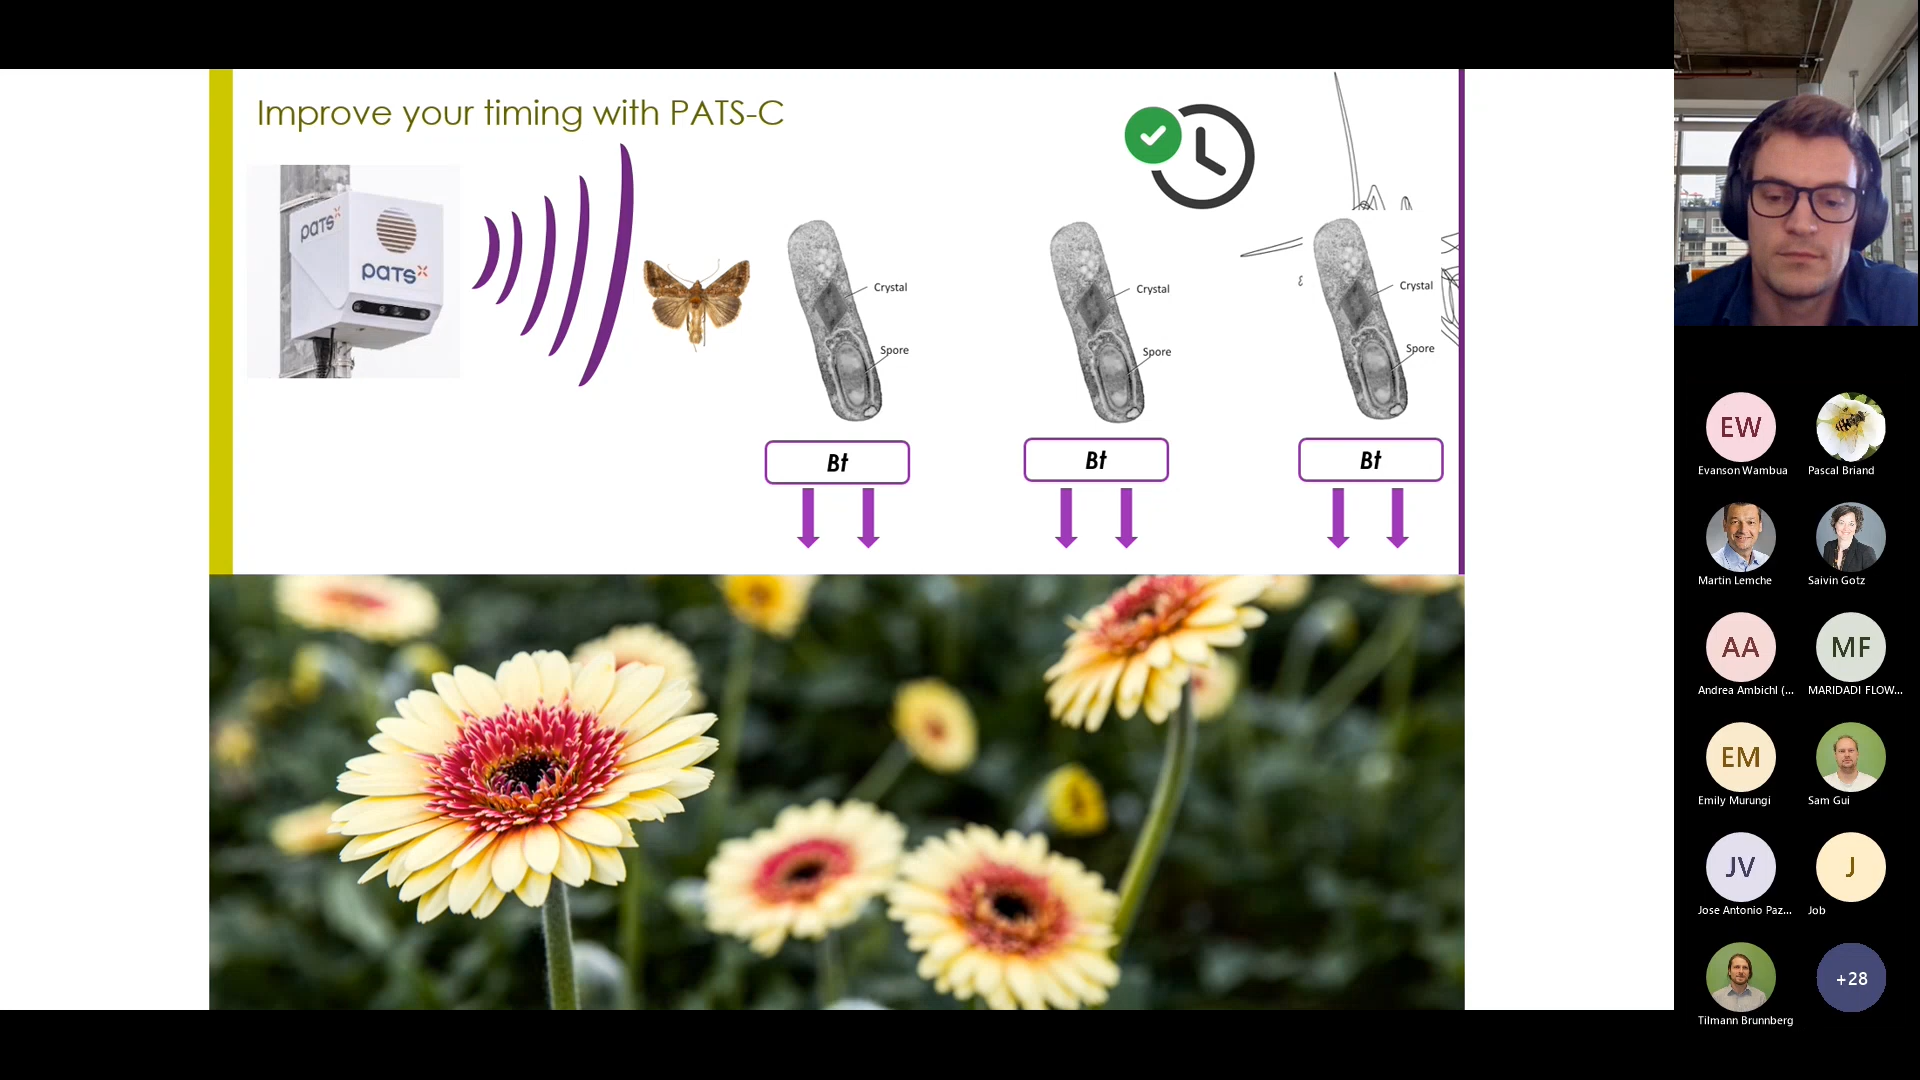 Improve your timing with PATS-C
PATS
PATS
Crystal
Spore
Bt
Crystal
Spore
Bt
ε
Crystal
Spore
Bt
EW
Evanson Wambua
Pascal Briand
Martin Lemche
Saivin Gotz
AA
Andrea Ambichl (...
MF
MARIDADI FLOW...
EM
Emily Murungi
Sam Gui
JV
Jose Antonio Paz...
J
Job
Tilmann Brunnberg
+28